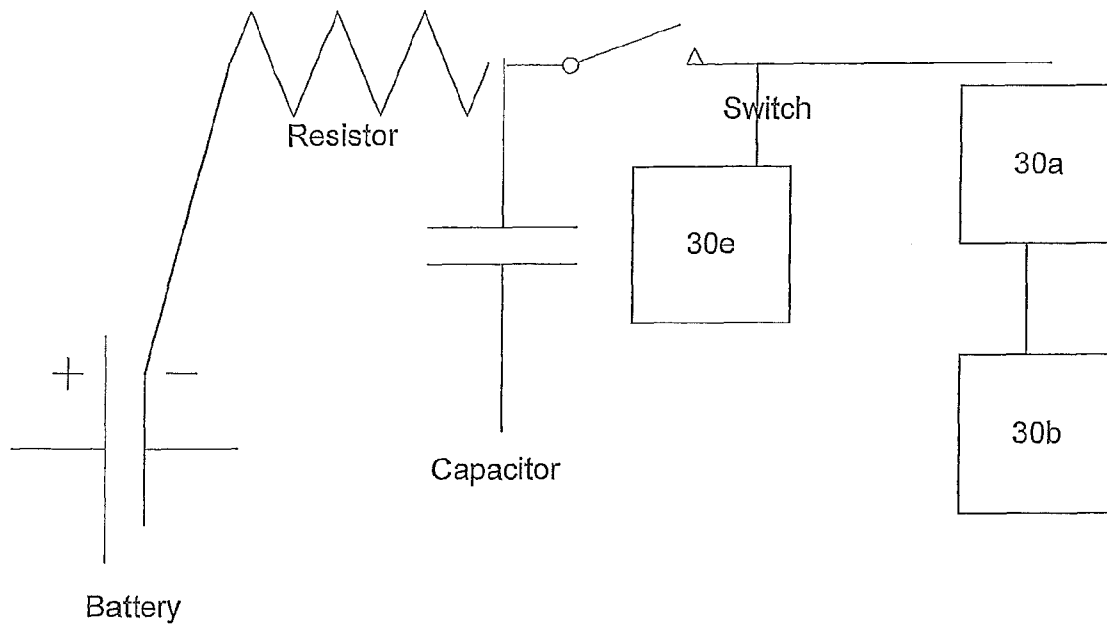 Switch
Resistor
30a
30e
+ −
30b
Capacitor
Battery